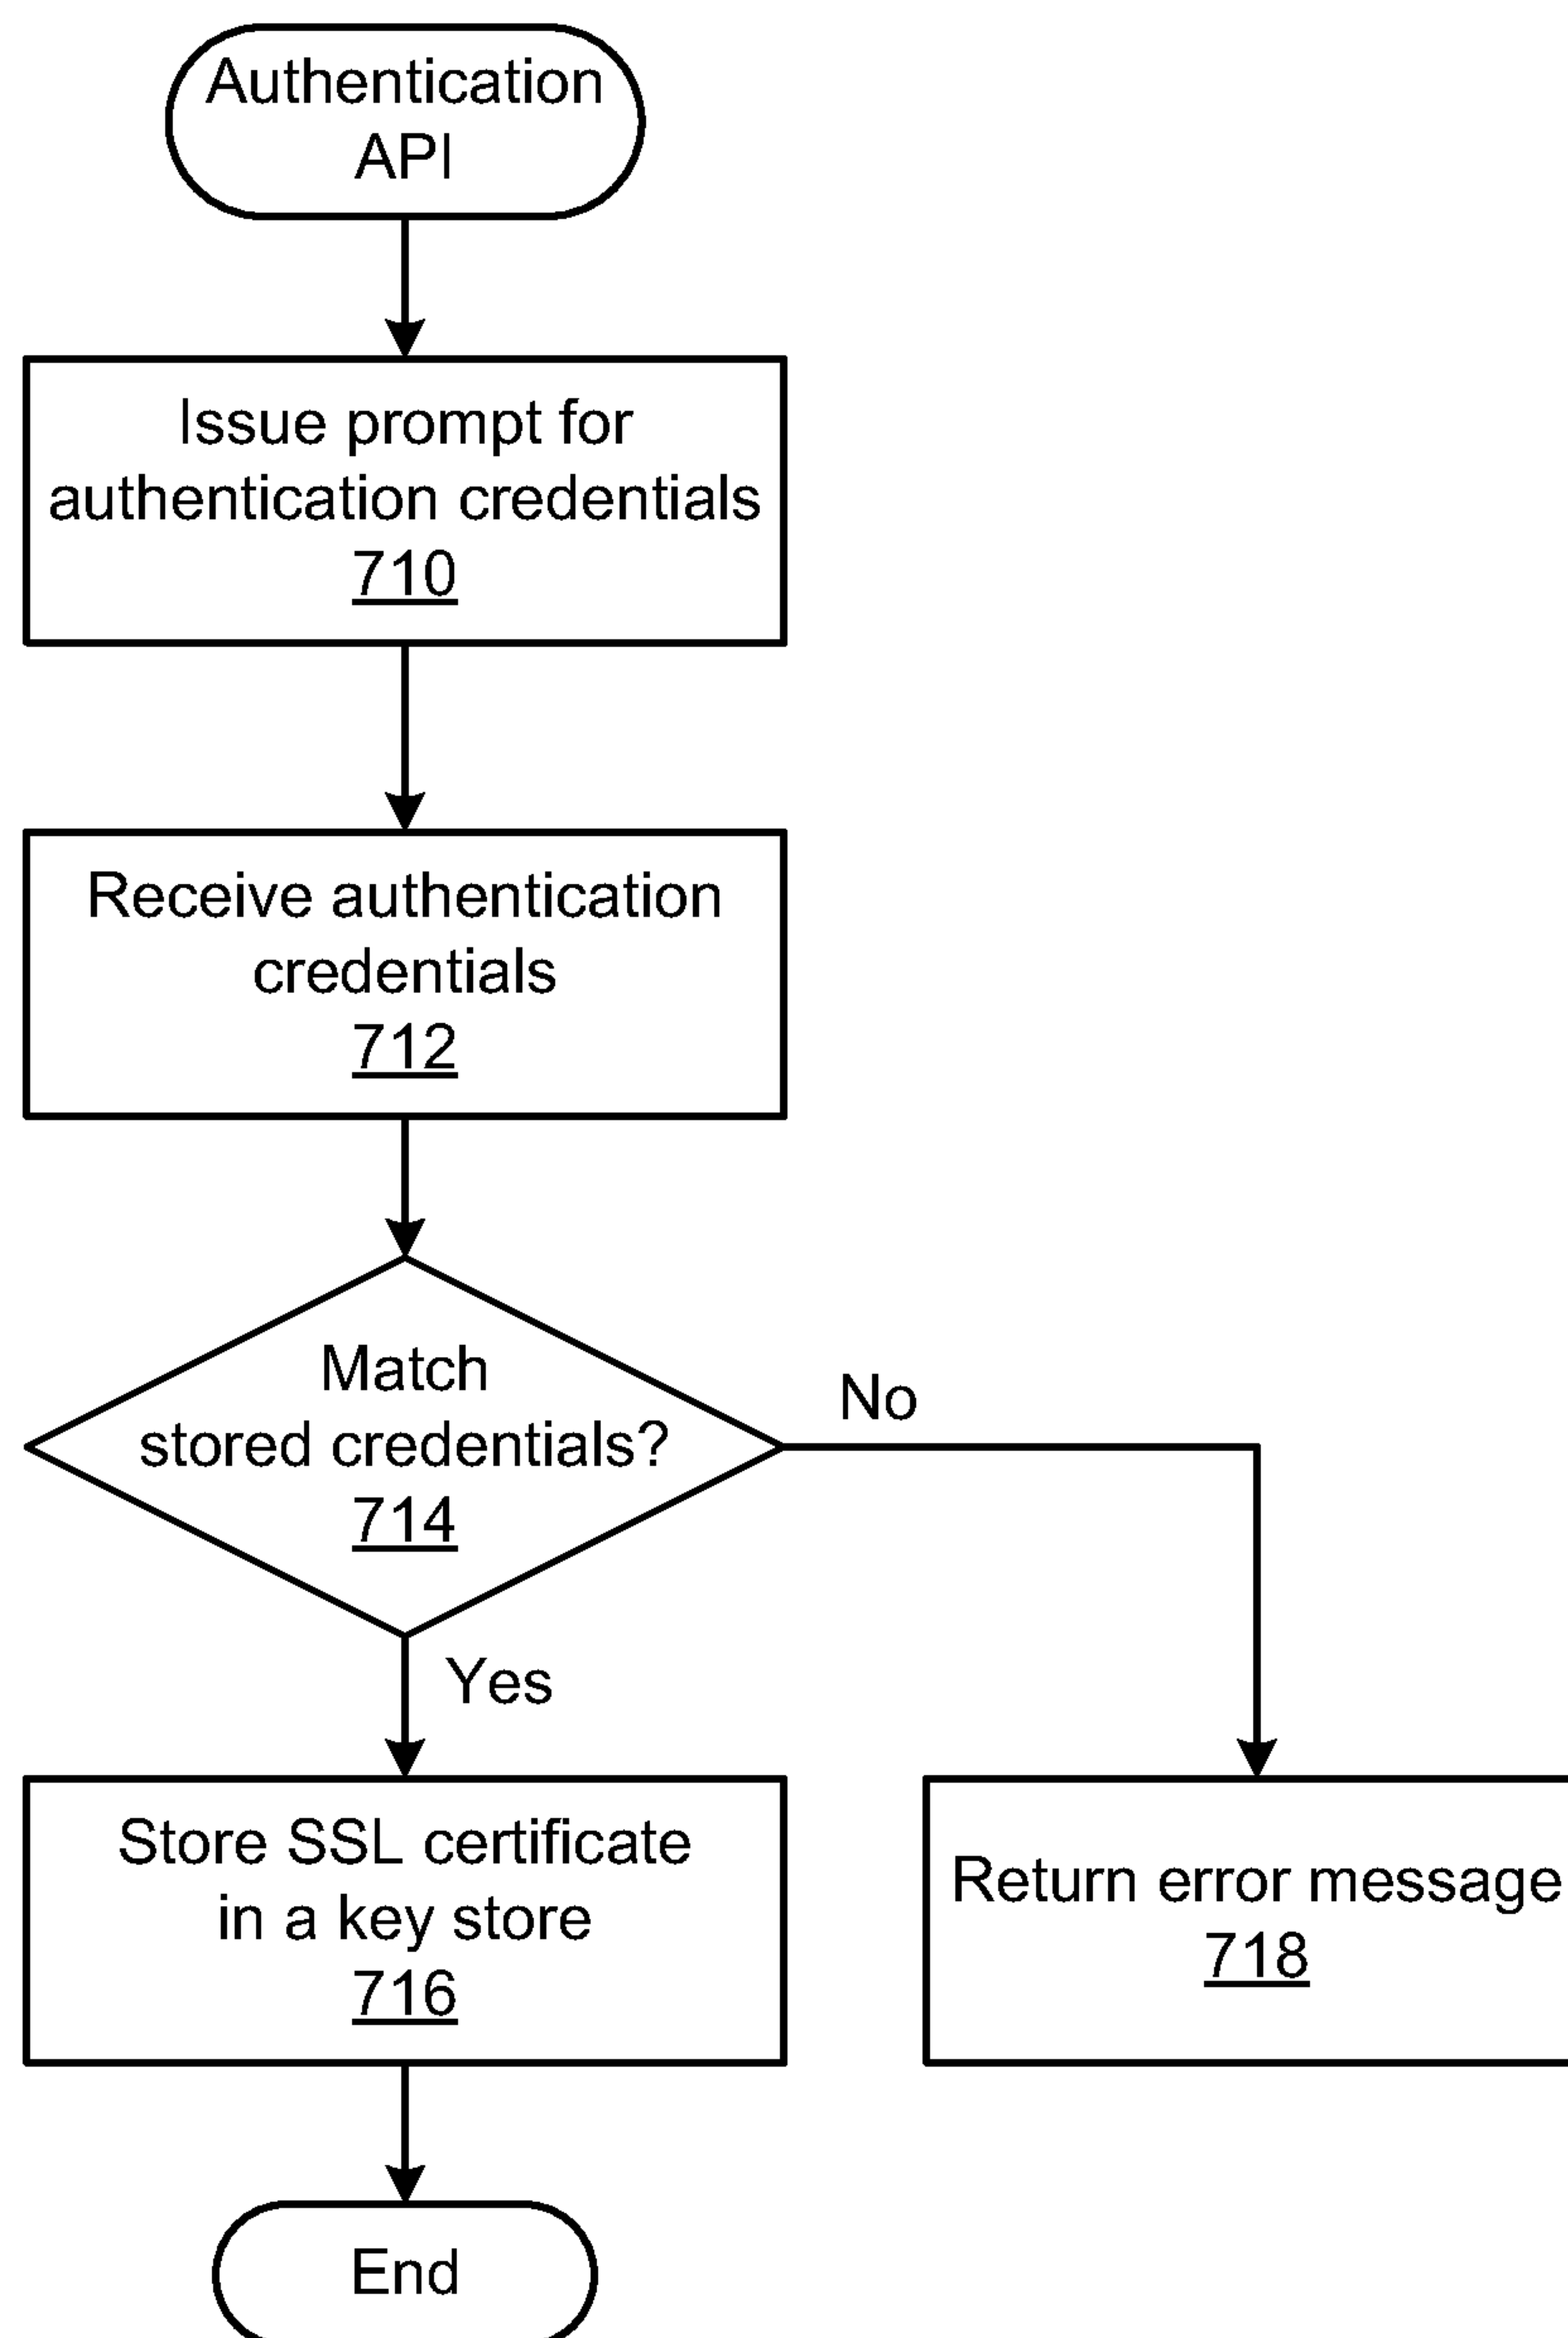 Authentication
API
Issue prompt for
authentication credentials
710
Receive authentication
credentials
712
Match
stored credentials?
714
No
Yes
Store SSL certificate
in a key store
716
Return error message
718
End